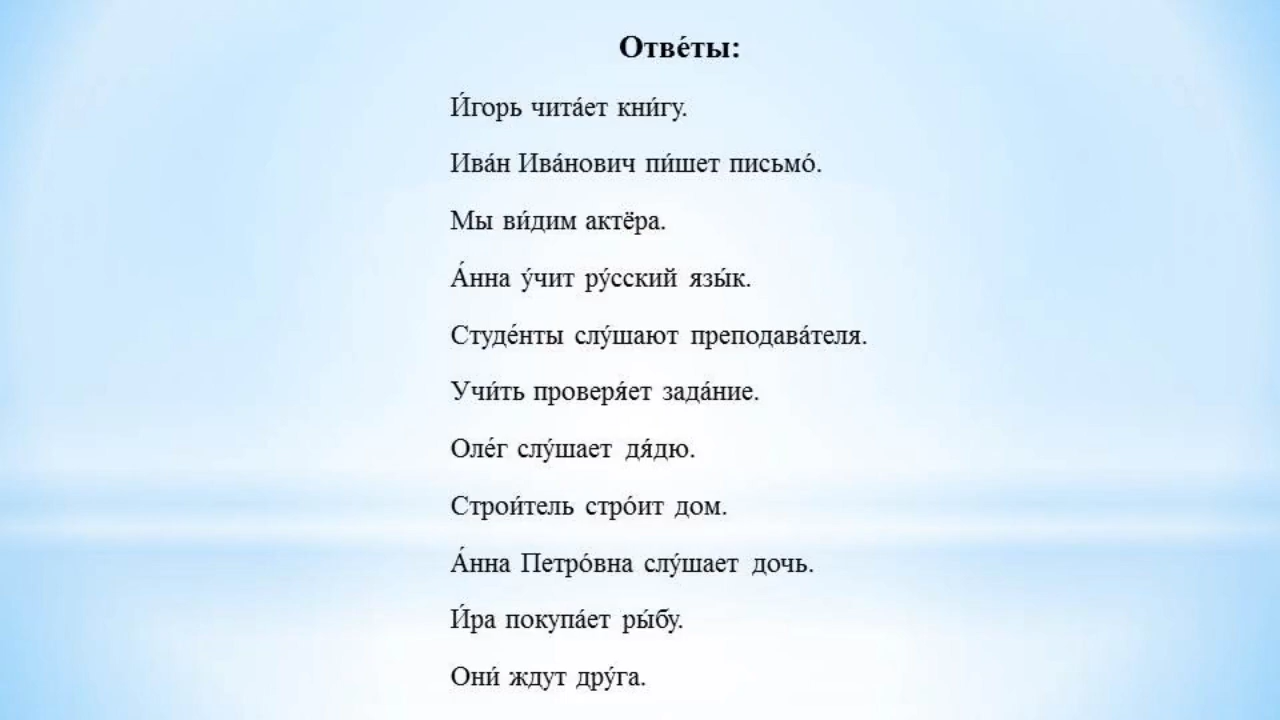 Отве́ты:
И́горь чита́ет кни́гу.
Ива́н Ива́нович пи́шет письмо́.
Мы ви́дим актёра.
А́нна у́чит ру́сский язы́к.
Студе́нты слу́шают преподава́теля.
Учи́ть проверя́ет зада́ние.
Оле́г слу́шает дя́дю.
Строи́тель стро́ит дом.
А́нна Петро́вна слу́шает дочь.
И́ра покупа́ет ры́бу.
Они́ ждут дру́га.